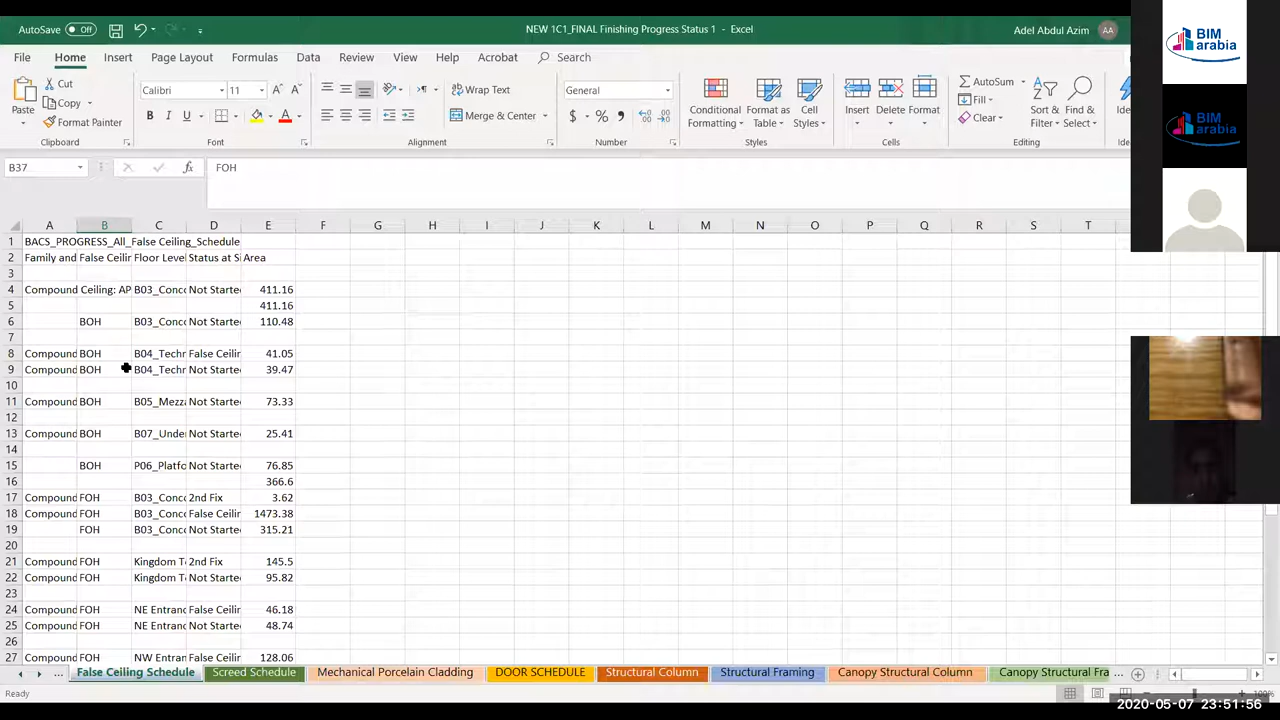 AutoSave Off NEW 1C1_FINAL Finishing Progress Status 1 - Excel Adel Abdul Azim AA
File Home Insert Page Layout Formulas Data Review View Help Acrobat Search
Paste Cut Copy Format Painter Clipboard
Calibri 11 B I U A Font
Wrap Text Merge & Center Alignment
General $ % Number
Conditional Formatting Format as Table Cell Styles Styles
Insert Delete Format Cells
AutoSum Fill Clear Sort & Filter Find & Select Editing
BIM arabia
BIM arabia
B37 fx FOH
A B C D E F G H I J K L M N O P Q R S T
1 BACS_PROGRESS_All_False Ceiling_Schedule
2 Family and False Ceilir Floor Level Status at S Area
3
4 Compound Ceiling: AP B03_Conc Not Starte 411.16
5 411.16
6 BOH B03_Conc Not Starte 110.48
7
8 Compound BOH B04_Techr False Ceilir 41.05
9 Compound BOH B04_Techr Not Starte 39.47
10
11 Compound BOH B05_Mezza Not Starte 73.33
12
13 Compound BOH B07_Unde Not Starte 25.41
14
15 BOH P06_Platfo Not Starte 76.85
16 366.6
17 Compound FOH B03_Conc 2nd Fix 3.62
18 Compound FOH B03_Conc False Ceilir 1473.38
19 FOH B03_Conc Not Starte 315.21
20
21 Compound FOH Kingdom T 2nd Fix 145.5
22 Compound FOH Kingdom T Not Starte 95.82
23
24 Compound FOH NE Entranc False Ceilir 46.18
25 Compound FOH NE Entranc Not Starte 48.74
26
27 Compound FOH NW Entran False Ceilir 128.06
... False Ceiling Schedule Screed Schedule Mechanical Porcelain Cladding DOOR SCHEDULE Structural Column Structural Framing Canopy Structural Column Canopy Structural Fra ...
Ready
2020-05-07 23:51:56